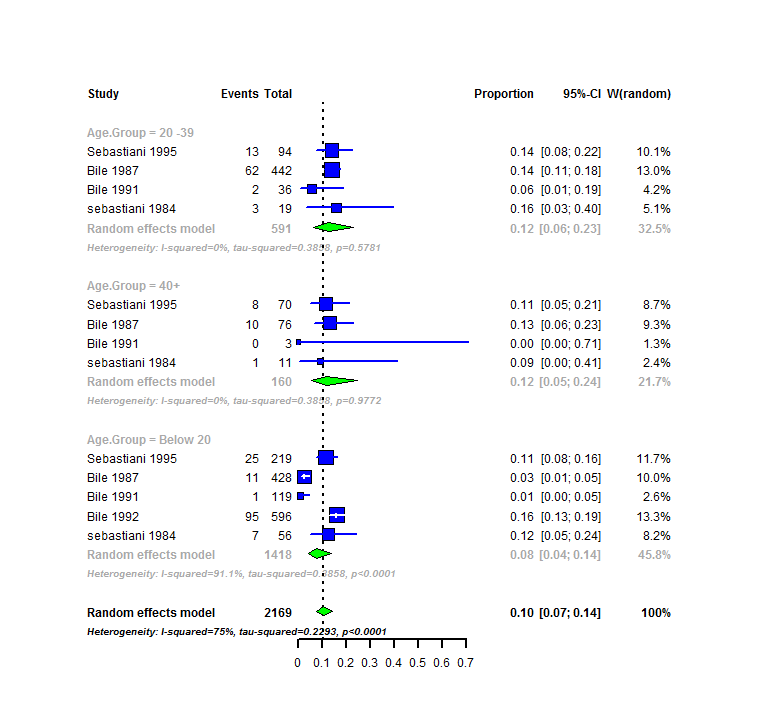 Study Events Total Proportion 95%-CI W(random)
Age.Group = 20 -39
Sebastiani 1995 13 94 0.14 [0.08; 0.22] 10.1%
Bile 1987 62 442 0.14 [0.11; 0.18] 13.0%
Bile 1991 2 36 0.06 [0.01; 0.19] 4.2%
sebastiani 1984 3 19 0.16 [0.03; 0.40] 5.1%
Random effects model 591 0.12 [0.06; 0.23] 32.5%
Heterogeneity: I-squared=0%, tau-squared=0.3858, p=0.5781
Age.Group = 40+
Sebastiani 1995 8 70 0.11 [0.05; 0.21] 8.7%
Bile 1987 10 76 0.13 [0.06; 0.23] 9.3%
Bile 1991 0 3 0.00 [0.00; 0.71] 1.3%
sebastiani 1984 1 11 0.09 [0.00; 0.41] 2.4%
Random effects model 160 0.12 [0.05; 0.24] 21.7%
Heterogeneity: I-squared=0%, tau-squared=0.3858, p=0.9772
Age.Group = Below 20
Sebastiani 1995 25 219 0.11 [0.08; 0.16] 11.7%
Bile 1987 11 428 0.03 [0.01; 0.05] 10.0%
Bile 1991 1 119 0.01 [0.00; 0.05] 2.6%
Bile 1992 95 596 0.16 [0.13; 0.19] 13.3%
sebastiani 1984 7 56 0.12 [0.05; 0.24] 8.2%
Random effects model 1418 0.08 [0.04; 0.14] 45.8%
Heterogeneity: I-squared=91.1%, tau-squared=0.3858, p<0.0001
Random effects model 2169 0.10 [0.07; 0.14] 100%
Heterogeneity: I-squared=75%, tau-squared=0.2293, p<0.0001
0 0.1 0.2 0.3 0.4 0.5 0.6 0.7